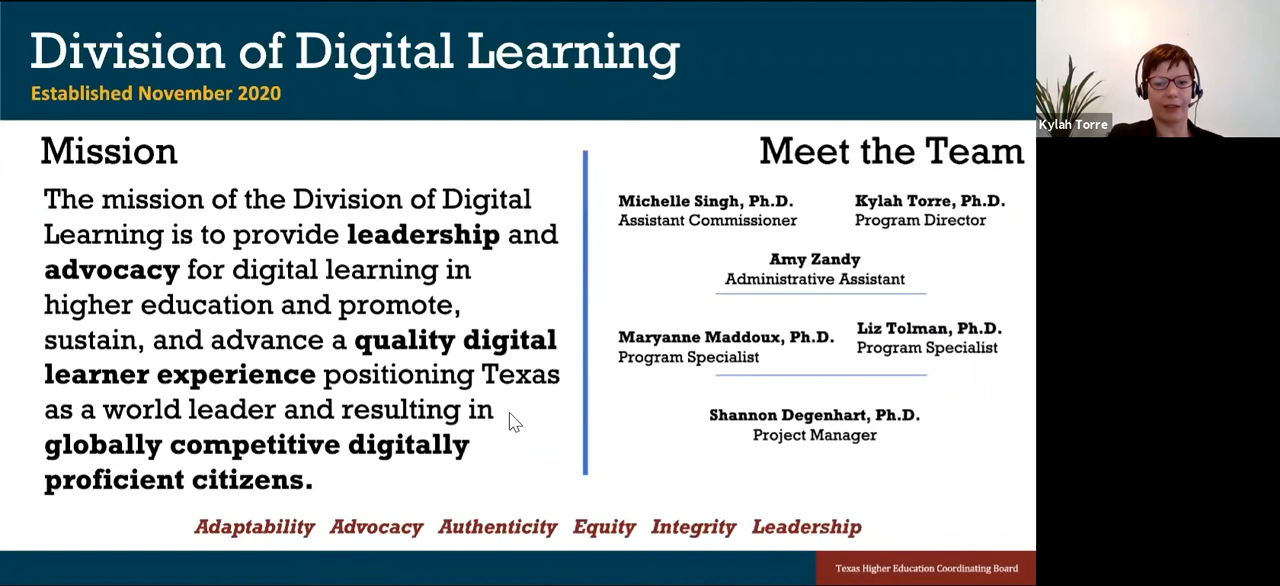 Division of Digital Learning
Established November 2020
Mission
The mission of the Division of Digital
Learning is to provide leadership and
advocacy for digital learning in
higher education and promote,
sustain, and advance a quality digital
learner experience positioning Texas
as a world leader and resulting in
globally competitive digitally
proficient citizens.
Meet the Team
Michelle Singh, Ph.D.
Assistant Commissioner
Kylah Torre, Ph.D.
Program Director
Amy Zandy
Administrative Assistant
Maryanne Maddoux, Ph.D.
Program Specialist
Liz Tolman, Ph.D.
Program Specialist
Shannon Degenhart, Ph.D.
Project Manager
Adaptability Advocacy Authenticity Equity Integrity Leadership
Texas Higher Education Coordinating Board
Kylah Torre